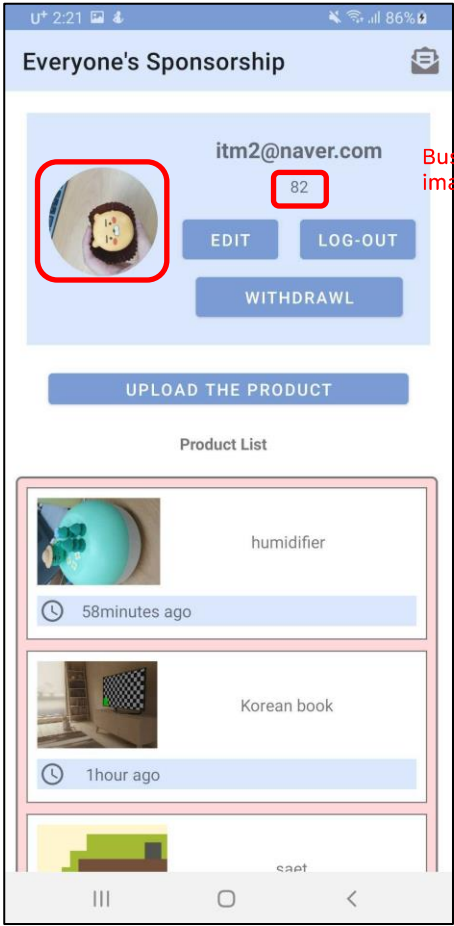 U+ 2:21 86%
Everyone's Sponsorship
itm2@naver.com
82
EDIT LOG-OUT
WITHDRAWL
UPLOAD THE PRODUCT
Product List
humidifier
58minutes ago
Korean book
1hour ago
saet